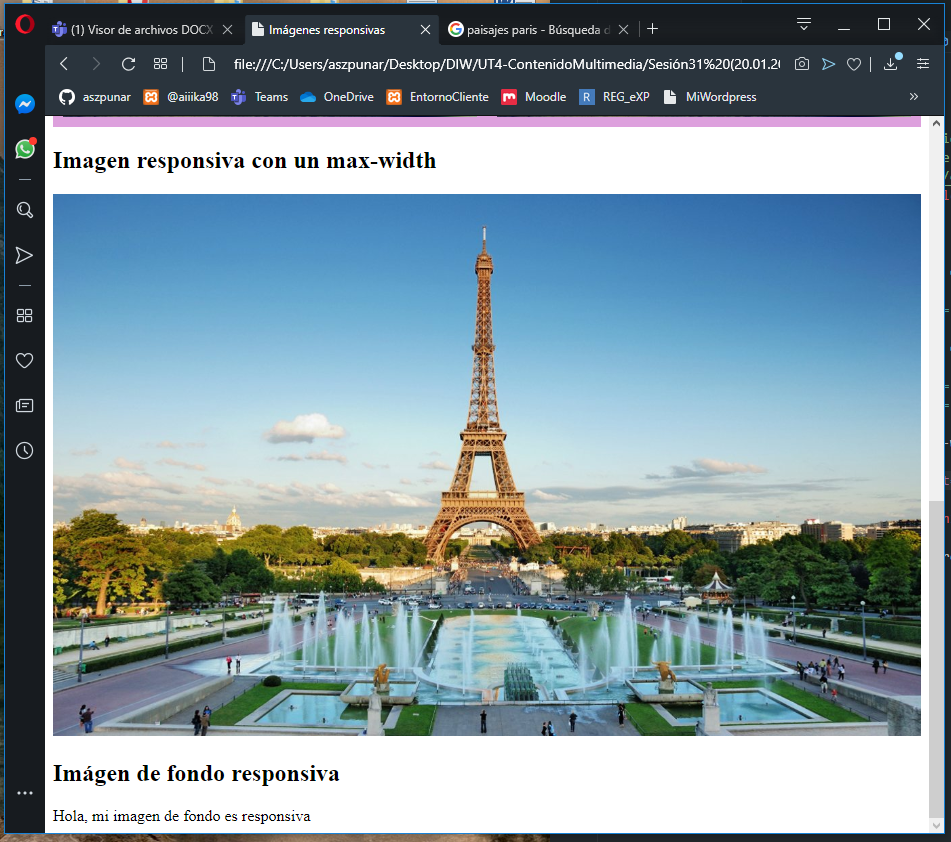 (1) Visor de archivos DOCX
Imágenes responsivas
paisajes paris - Búsqueda d
file:///C:/Users/aszpunar/Desktop/DIW/UT4-ContenidoMultimedia/Sesión31%20(20.01.20
aszpunar
@aiiika98
Teams
OneDrive
EntornoCliente
Moodle
R REG_eXP
MiWordpress
»
Imagen responsiva con un max-width
Imágen de fondo responsiva
Hola, mi imagen de fondo es responsiva